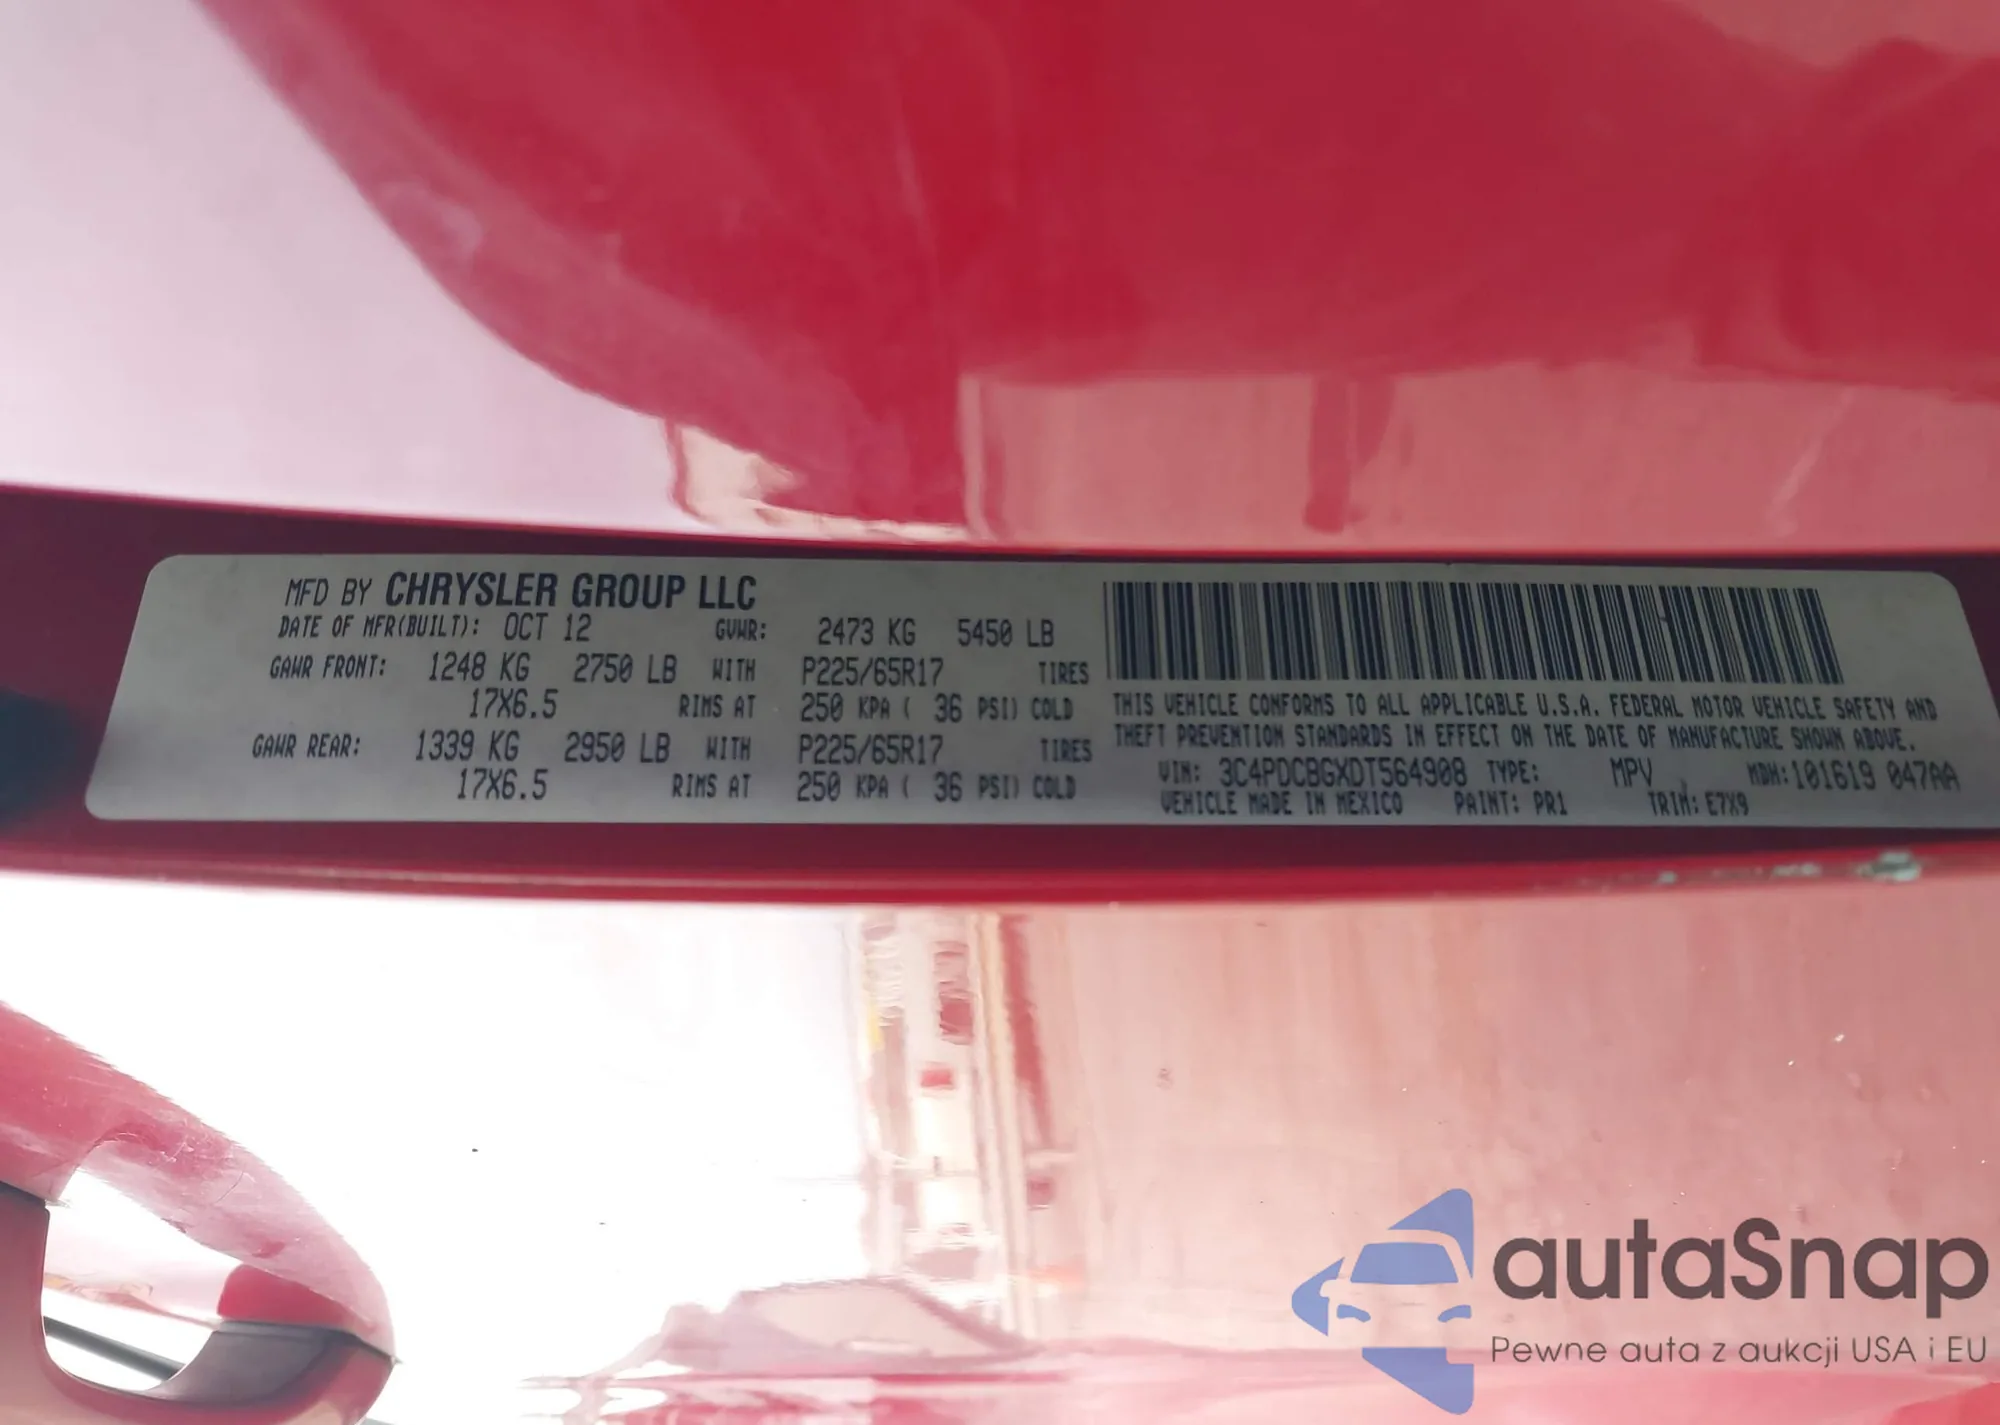 MFD BY CHRYSLER GROUP LLC
DATE OF MFR(BUILT): OCT 12 GVWR: 2473 KG 5450 LB
GAWR FRONT: 1248 KG 2750 LB WITH P225/65R17 TIRES
17X6.5 RIMS AT 250 KPA ( 36 PSI) COLD
GAWR REAR: 1339 KG 2950 LB WITH P225/65R17 TIRES
17X6.5 RIMS AT 250 KPA ( 36 PSI) COLD
THIS VEHICLE CONFORMS TO ALL APPLICABLE U.S.A. FEDERAL MOTOR VEHICLE SAFETY AND
THEFT PREVENTION STANDARDS IN EFFECT ON THE DATE OF MANUFACTURE SHOWN ABOVE.
VIN: 3C4PDCBGXDT564908 TYPE: MPV MDH: 101619 047AA
VEHICLE MADE IN MEXICO PAINT: PR1 TRIM: E7X9
autaSnap
Pewne auta z aukcji USA i EU